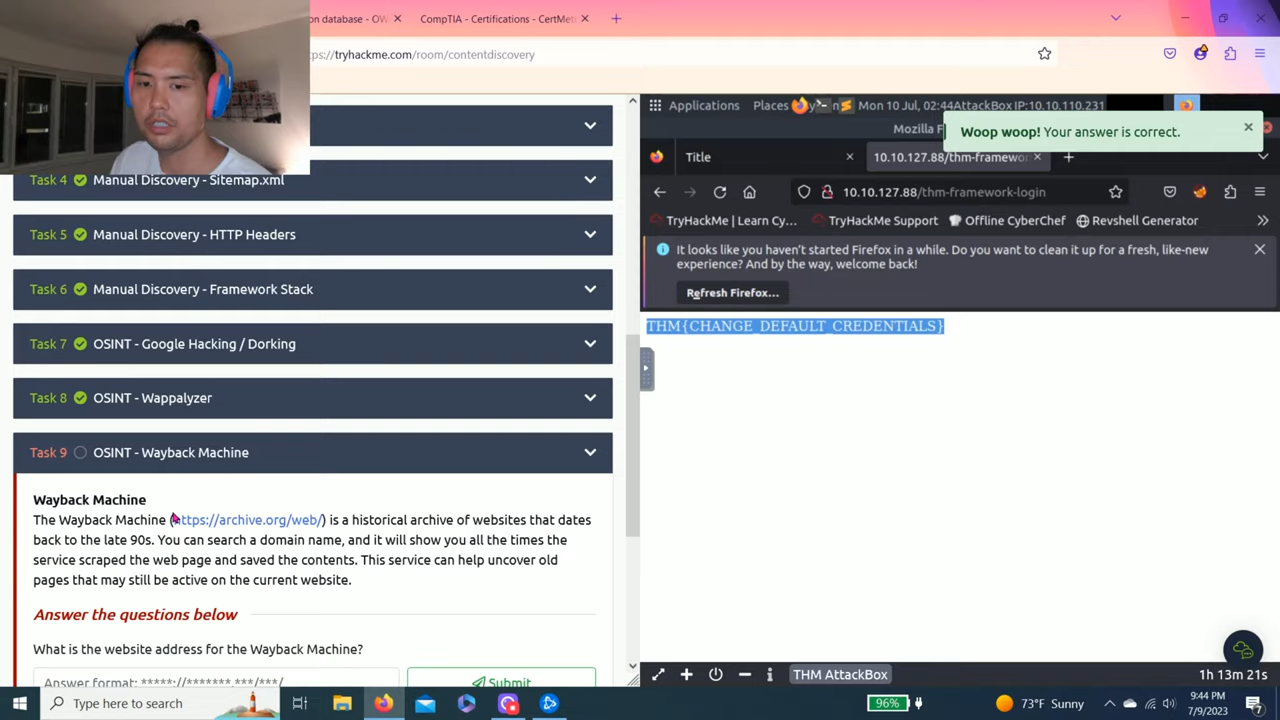 on database - OW
CompTIA - Certifications - CertMet
tps://tryhackme.com/room/contentdiscovery
Applications
Places
Mon 10 Jul, 02:44
AttackBox IP:10.10.110.231
Mozilla F
Woop woop! Your answer is correct.
Title
10.10.127.88/thm-framewor
10.10.127.88/thm-framework-login
TryHackMe | Learn Cy...
TryHackMe Support
Offline CyberChef
Revshell Generator
It looks like you haven't started Firefox in a while. Do you want to clean it up for a fresh, like-new
experience? And by the way, welcome back!
Refresh Firefox...
THM{CHANGE_DEFAULT_CREDENTIALS}
Task 4 Manual Discovery - Sitemap.xml
Task 5 Manual Discovery - HTTP Headers
Task 6 Manual Discovery - Framework Stack
Task 7 OSINT - Google Hacking / Dorking
Task 8 OSINT - Wappalyzer
Task 9 OSINT - Wayback Machine
Wayback Machine
The Wayback Machine (https://archive.org/web/) is a historical archive of websites that dates
back to the late 90s. You can search a domain name, and it will show you all the times the
service scraped the web page and saved the contents. This service can help uncover old
pages that may still be active on the current website.
Answer the questions below
What is the website address for the Wayback Machine?
Answer format: *****://*******.***/***/
Submit
THM AttackBox
1h 13m 21s
Type here to search
96%
73°F Sunny
9:44 PM
7/9/2023
7